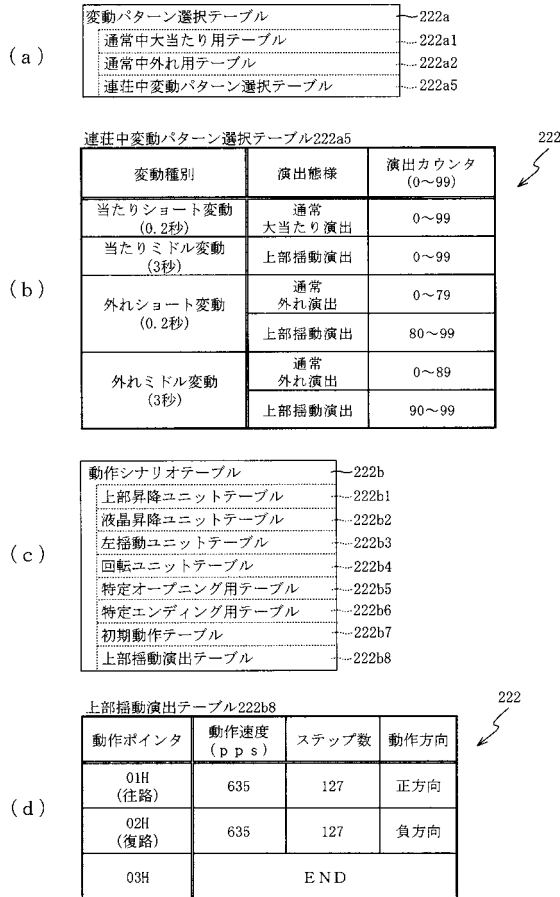 (a)
変動パターン選択テーブル 222a
通常中大当たり用テーブル 222a1
通常中外れ用テーブル 222a2
連荘中変動パターン選択テーブル 222a5
(b)
連荘中変動パターン選択テーブル222a5
222
変動種別 演出態様 演出カウンタ
(0～99)
当たりショート変動
(0.2秒)
通常
大当たり演出
0～99
当たりミドル変動
(3秒)
上部揺動演出 0～99
外れショート変動
(0.2秒)
通常
外れ演出
0～79
上部揺動演出 80～99
外れミドル変動
(3秒)
通常
外れ演出
0～89
上部揺動演出 90～99
(c)
動作シナリオテーブル 222b
上部昇降ユニットテーブル 222b1
液晶昇降ユニットテーブル 222b2
左揺動ユニットテーブル 222b3
回転ユニットテーブル 222b4
特定オープニング用テーブル 222b5
特定エンディング用テーブル 222b6
初期動作テーブル 222b7
上部揺動演出テーブル 222b8
(d)
上部揺動演出テーブル222b8
222
動作ポインタ 動作速度
(pps)
ステップ数 動作方向
01H
(往路)
635 127 正方向
02H
(復路)
635 127 負方向
03H END